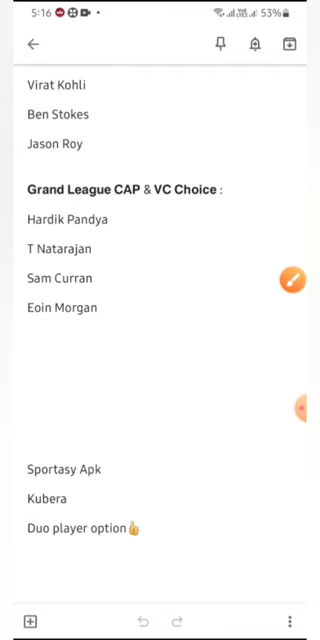 5:16
53%
Virat Kohli
Ben Stokes
Jason Roy
Grand League CAP & VC Choice :
Hardik Pandya
T Natarajan
Sam Curran
Eoin Morgan
Sportasy Apk
Kubera
Duo player option👍